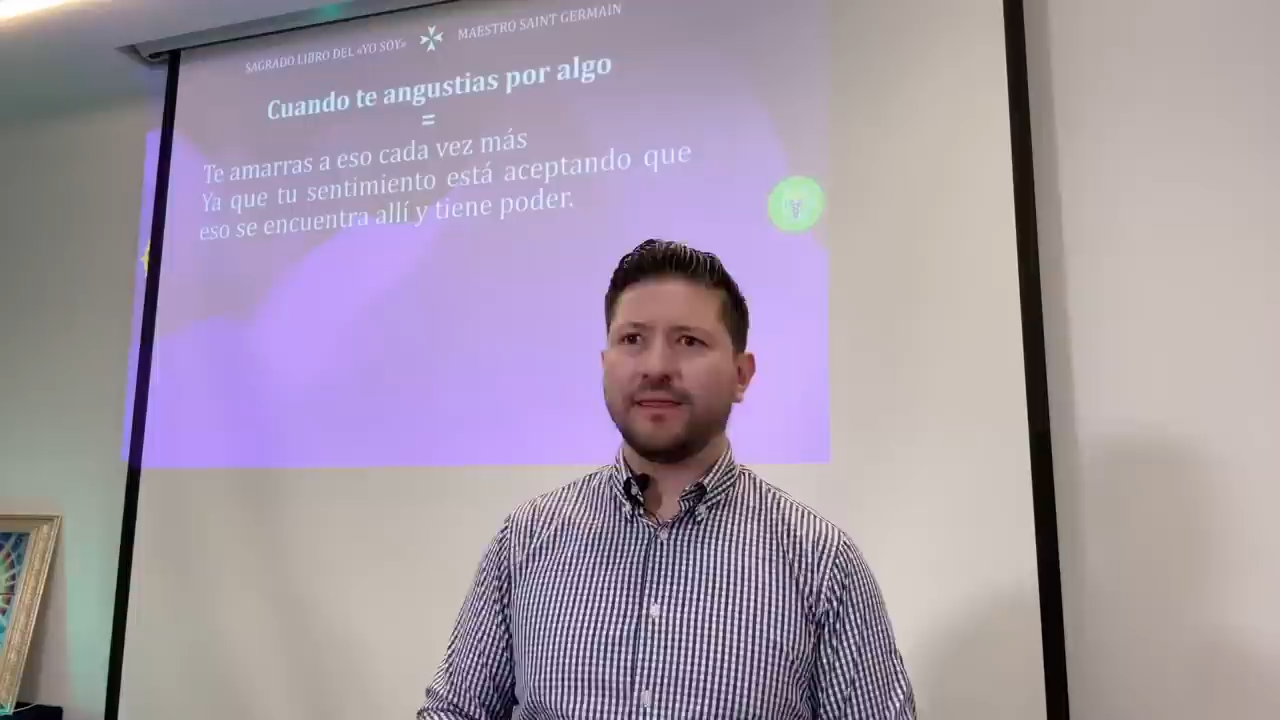 SAGRADO LIBRO DEL «YO SOY» MAESTRO SAINT GERMAIN
Cuando te angustias por algo
=
Te amarras a eso cada vez más
Ya que tu sentimiento está aceptando que
eso se encuentra allí y tiene poder.